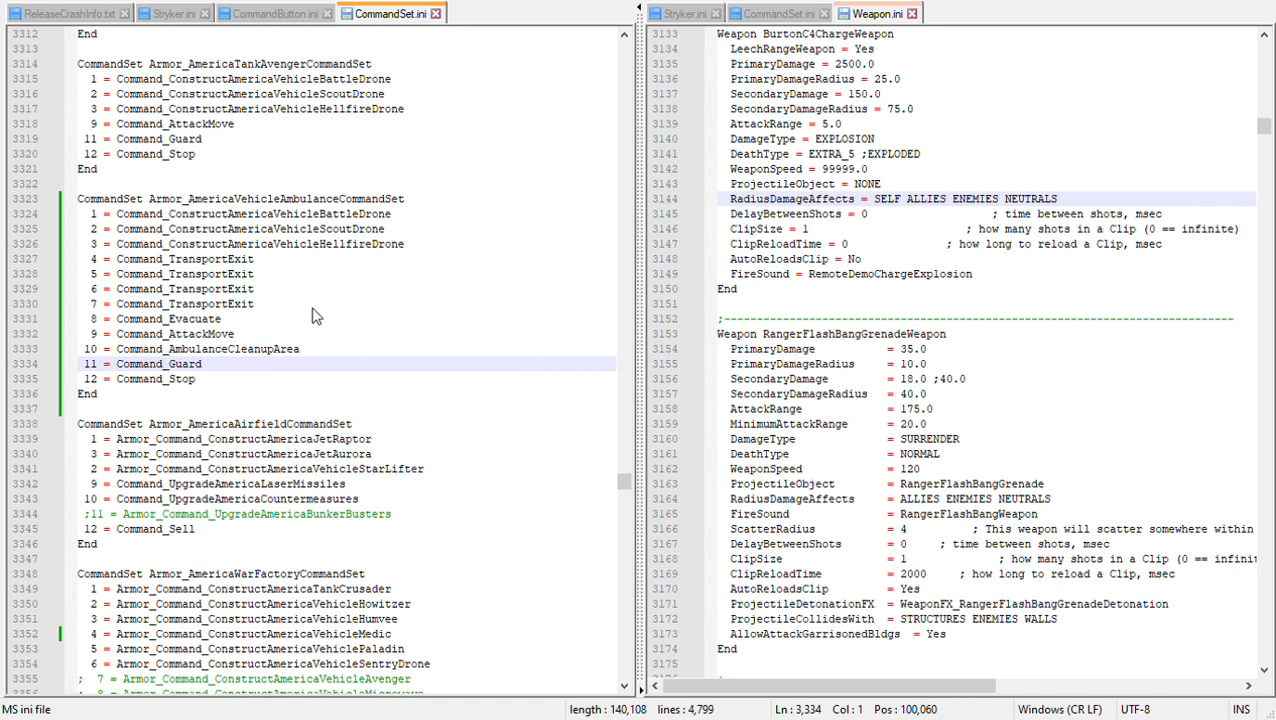 ReleaseCrashInfo.txt Stryker.ini CommandButton.ini CommandSet.ini
3312 End
3313
3314 CommandSet Armor_AmericaTankAvengerCommandSet
3315 1 = Command_ConstructAmericaVehicleBattleDrone
3316 2 = Command_ConstructAmericaVehicleScoutDrone
3317 3 = Command_ConstructAmericaVehicleHellfireDrone
3318 9 = Command_AttackMove
3319 11 = Command_Guard
3320 12 = Command_Stop
3321 End
3322
3323 CommandSet Armor_AmericaVehicleAmbulanceCommandSet
3324 1 = Command_ConstructAmericaVehicleBattleDrone
3325 2 = Command_ConstructAmericaVehicleScoutDrone
3326 3 = Command_ConstructAmericaVehicleHellfireDrone
3327 4 = Command_TransportExit
3328 5 = Command_TransportExit
3329 6 = Command_TransportExit
3330 7 = Command_TransportExit
3331 8 = Command_Evacuate
3332 9 = Command_AttackMove
3333 10 = Command_AmbulanceCleanupArea
3334 11 = Command_Guard
3335 12 = Command_Stop
3336 End
3337
3338 CommandSet Armor_AmericaAirfieldCommandSet
3339 1 = Armor_Command_ConstructAmericaJetRaptor
3340 3 = Armor_Command_ConstructAmericaJetAurora
3341 2 = Armor_Command_ConstructAmericaVehicleStarLifter
3342 9 = Command_UpgradeAmericaLaserMissiles
3343 10 = Command_UpgradeAmericaCountermeasures
3344 ;11 = Armor_Command_UpgradeAmericaBunkerBusters
3345 12 = Command_Sell
3346 End
3347
3348 CommandSet Armor_AmericaWarFactoryCommandSet
3349 1 = Armor_Command_ConstructAmericaTankCrusader
3350 2 = Armor_Command_ConstructAmericaVehicleHowitzer
3351 3 = Armor_Command_ConstructAmericaVehicleHumvee
3352 4 = Armor_Command_ConstructAmericaVehicleMedic
3353 5 = Armor_Command_ConstructAmericaVehiclePaladin
3354 6 = Armor_Command_ConstructAmericaVehicleSentryDrone
3355 ; 7 = Armor_Command_ConstructAmericaVehicleAvenger
3356 ; 8 = Armor_Command_ConstructAmericaVehicleMicrowave
Stryker.ini CommandSet.ini Weapon.ini
3133 Weapon BurtonC4ChargeWeapon
3134 LeechRangeWeapon = Yes
3135 PrimaryDamage = 2500.0
3136 PrimaryDamageRadius = 25.0
3137 SecondaryDamage = 150.0
3138 SecondaryDamageRadius = 75.0
3139 AttackRange = 5.0
3140 DamageType = EXPLOSION
3141 DeathType = EXTRA_5 ;EXPLODED
3142 WeaponSpeed = 99999.0
3143 ProjectileObject = NONE
3144 RadiusDamageAffects = SELF ALLIES ENEMIES NEUTRALS
3145 DelayBetweenShots = 0 ; time between shots, msec
3146 ClipSize = 1 ; how many shots in a Clip (0 == infinite)
3147 ClipReloadTime = 0 ; how long to reload a Clip, msec
3148 AutoReloadsClip = No
3149 FireSound = RemoteDemoChargeExplosion
3150 End
3151
3152 ;------------------------------------------------------------------------------
3153 Weapon RangerFlashBangGrenadeWeapon
3154 PrimaryDamage = 35.0
3155 PrimaryDamageRadius = 10.0
3156 SecondaryDamage = 18.0 ;40.0
3157 SecondaryDamageRadius = 40.0
3158 AttackRange = 175.0
3159 MinimumAttackRange = 20.0
3160 DamageType = SURRENDER
3161 DeathType = NORMAL
3162 WeaponSpeed = 120
3163 ProjectileObject = RangerFlashBangGrenade
3164 RadiusDamageAffects = ALLIES ENEMIES NEUTRALS
3165 FireSound = RangerFlashBangWeapon
3166 ScatterRadius = 4 ; This weapon will scatter somewhere within
3167 DelayBetweenShots = 0 ; time between shots, msec
3168 ClipSize = 1 ; how many shots in a Clip (0 == infinit
3169 ClipReloadTime = 2000 ; how long to reload a Clip, msec
3170 AutoReloadsClip = Yes
3171 ProjectileDetonationFX = WeaponFX_RangerFlashBangGrenadeDetonation
3172 ProjectileCollidesWith = STRUCTURES ENEMIES WALLS
3173 AllowAttackGarrisonedBldgs = Yes
3174 End
3175
MS ini file length : 140,108 lines : 4,799 Ln : 3,334 Col : 1 Pos : 100,060 Windows (CR LF) UTF-8 INS